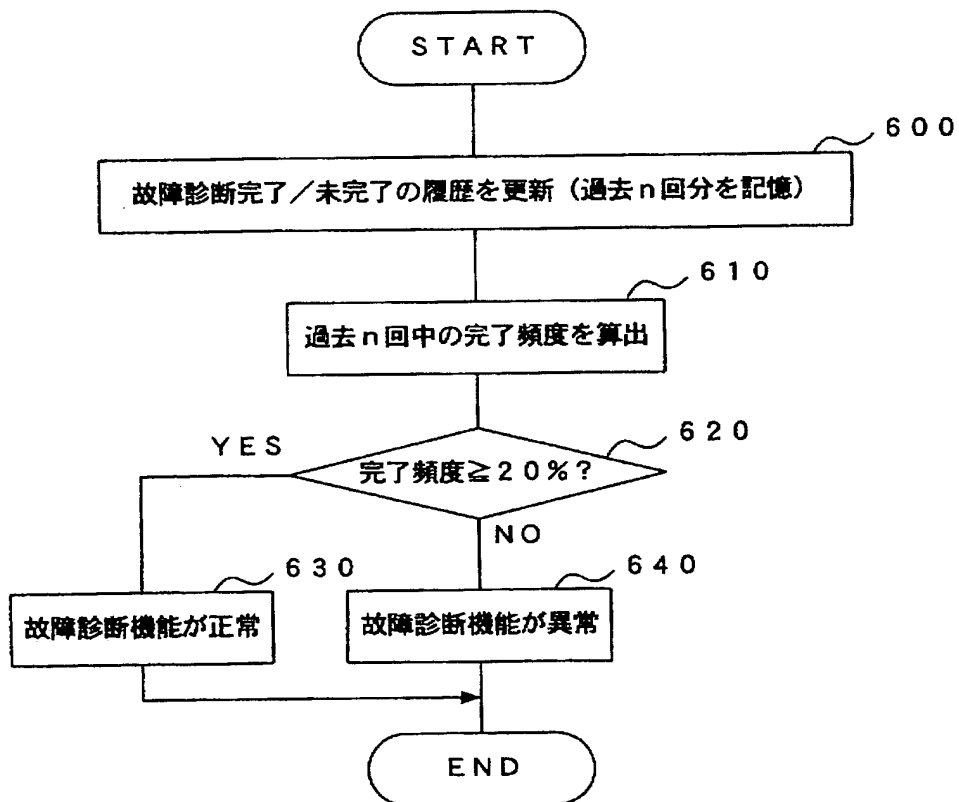 START
600
故障診断完了／未完了の履歴を更新（過去n回分を記憶）
610
過去n回中の完了頻度を算出
620
YES
完了頻度≧20%？
NO
630
640
故障診断機能が正常
故障診断機能が異常
END